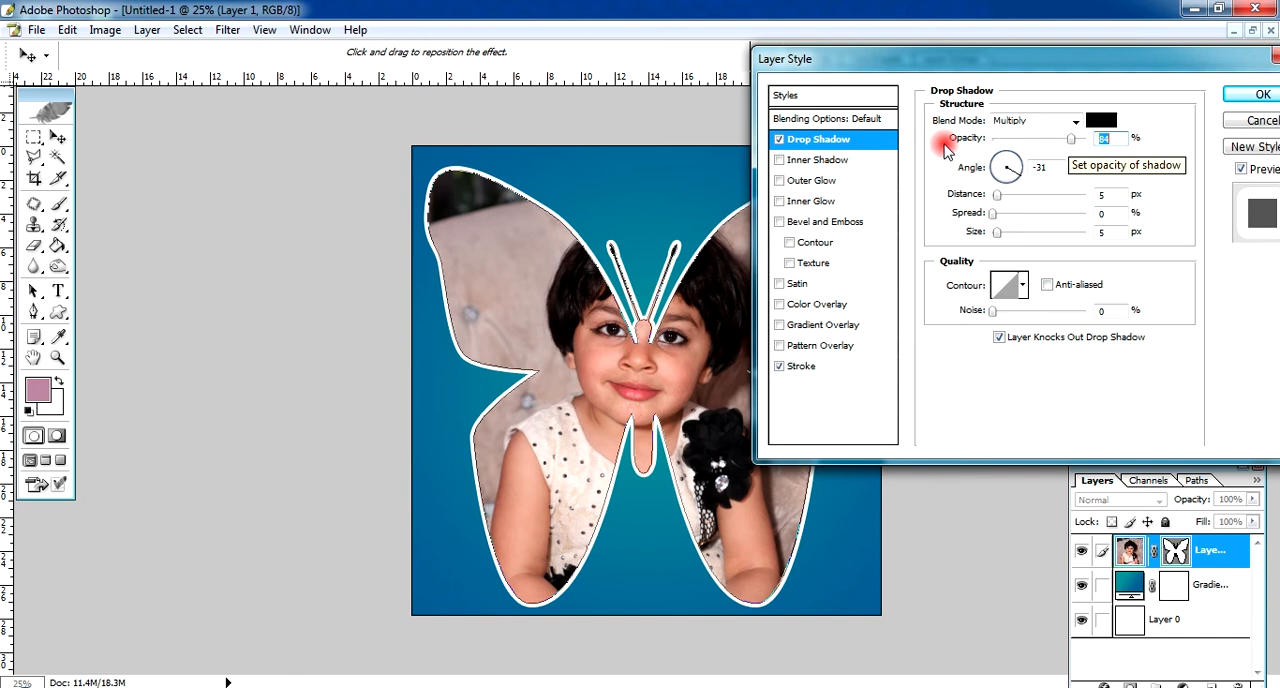 Adobe Photoshop - [Untitled-1 @ 25% (Layer 1, RGB/8)]
File Edit Image Layer Select Filter View Window Help
Click and drag to reposition the effect.
Layer Style
Styles
Blending Options: Default
Drop Shadow
Inner Shadow
Outer Glow
Inner Glow
Bevel and Emboss
Contour
Texture
Satin
Color Overlay
Gradient Overlay
Pattern Overlay
Stroke
Drop Shadow
Structure
Blend Mode: Multiply
Opacity: 84 %
Angle: -31
Set opacity of shadow
Distance: 5 px
Spread: 0 %
Size: 5 px
Quality
Contour: Anti-aliased
Noise: 0 %
Layer Knocks Out Drop Shadow
OK
Cancel
New Style
Preview
Layers Channels Paths
Normal Opacity: 100%
Lock: Fill: 100%
Laye...
Gradie...
Layer 0
25% Doc: 11.4M/18.3M